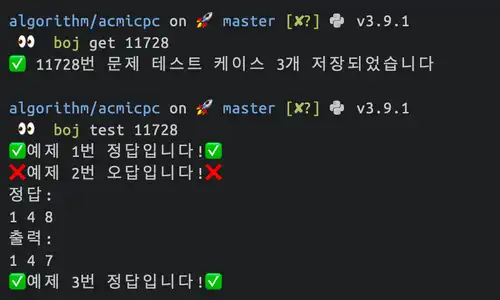 algorithm/acmicpc on 🚀 master [✘?] 🐍 v3.9.1
👀 boj get 11728
✅ 11728번 문제 테스트 케이스 3개 저장되었습니다
algorithm/acmicpc on 🚀 master [✘?] 🐍 v3.9.1
👀 boj test 11728
✅예제 1번 정답입니다!✅
❌예제 2번 오답입니다!❌
정답:
1 4 8
출력:
1 4 7
✅예제 3번 정답입니다!✅